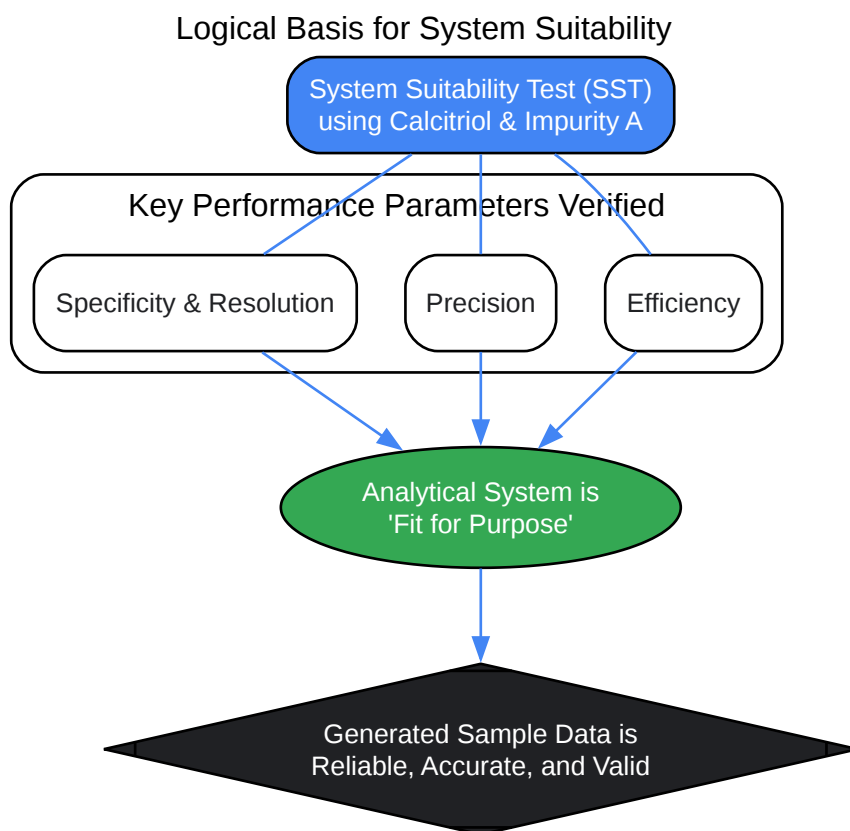 Logical Basis for System Suitability
System Suitability Test (SST)
using Calcitriol & Impurity A
Key Performance Parameters Verified
Specificity & Resolution
Precision
Efficiency
Analytical System is
'Fit for Purpose'
Generated Sample Data is
Reliable, Accurate, and Valid